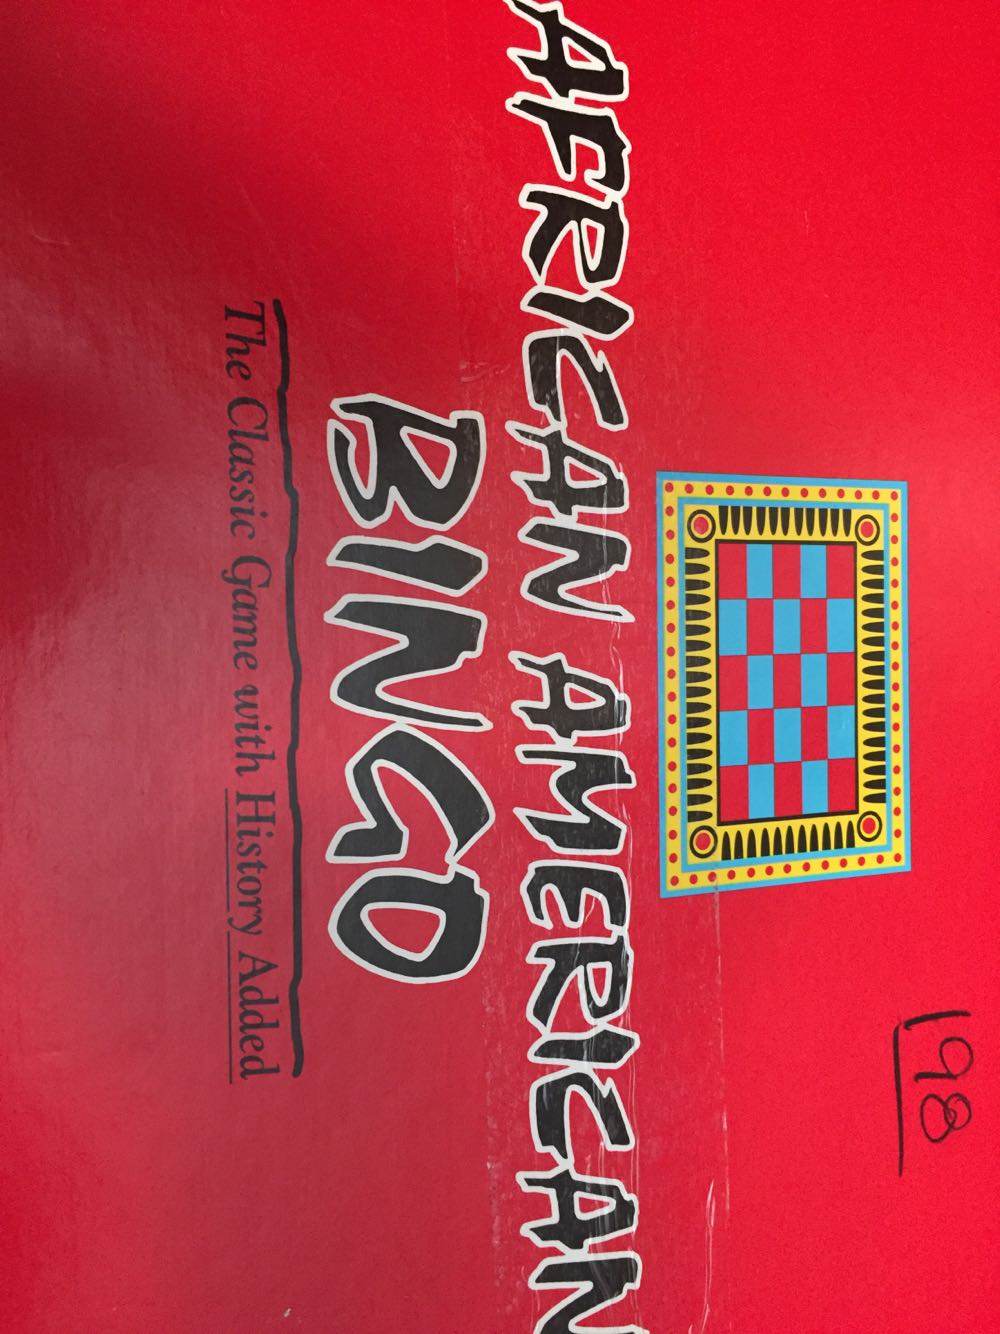 198
AFRICAN AMERICAN
BINGO
The Classic Game with History Added